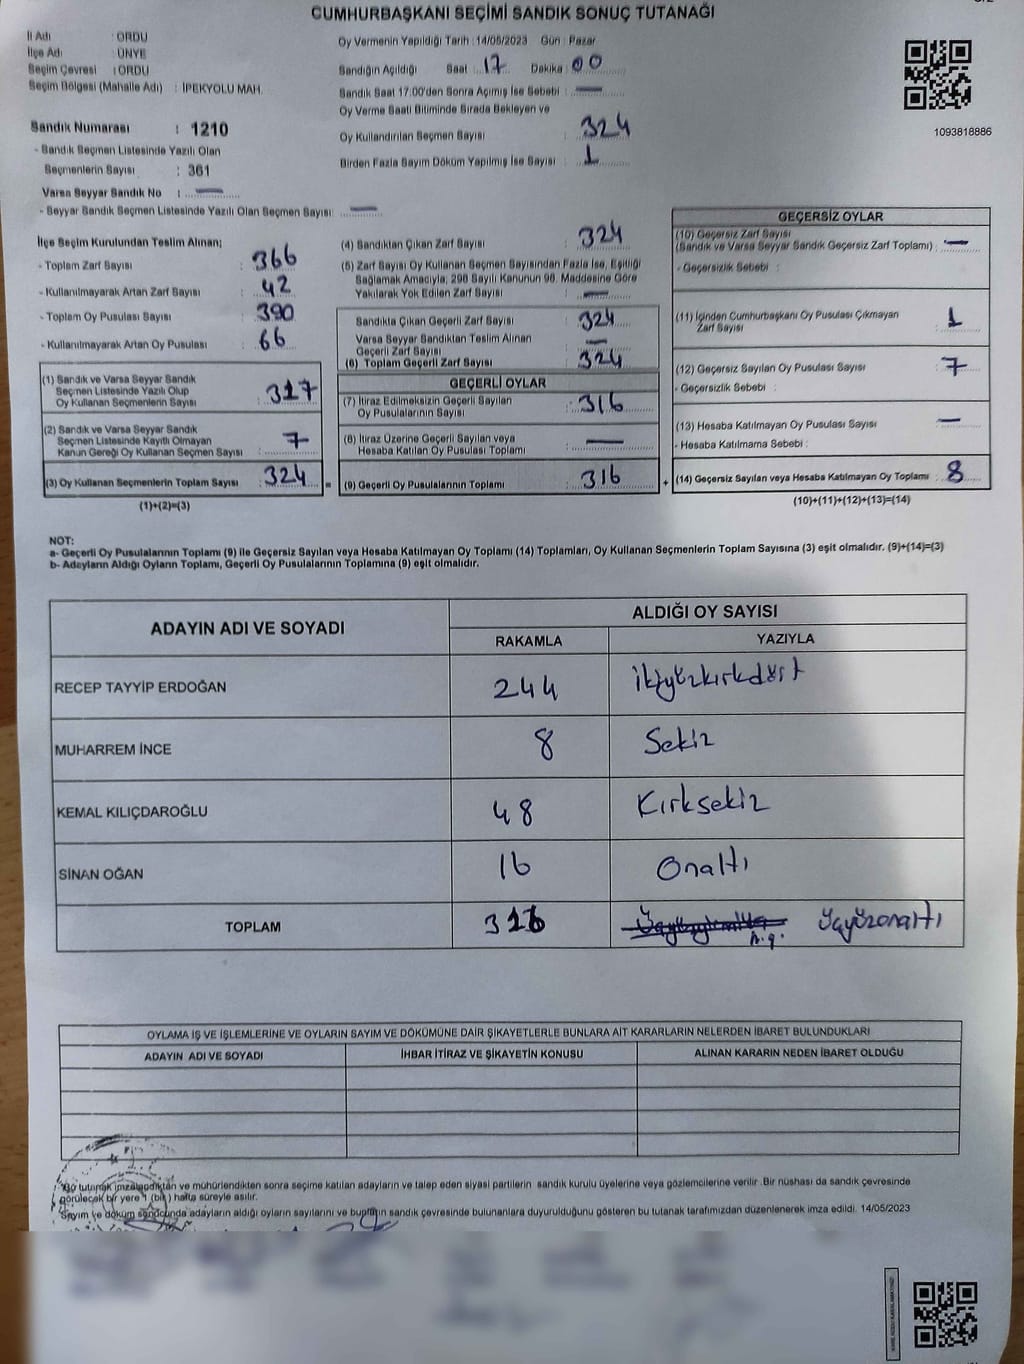 CUMHURBAŞKANI SEÇİMİ SANDIK SONUÇ TUTANAĞI
İl Adı : ORDU
İlçe Adı : ÜNYE
Seçim Çevresi : ORDU
Seçim Bölgesi (Mahalle Adı) : İPEKYOLU MAH.
Sandık Numarası : 1210
- Sandık Seçmen Listesinde Yazılı Olan
Seçmenlerin Sayısı : 361
Varsa Seyyar Sandık No : —
- Seyyar Sandık Seçmen Listesinde Yazılı Olan Seçmen Sayısı: —
Oy Vermenin Yapıldığı Tarih : 14/05/2023 Gün : Pazar
Sandığın Açıldığı Saat 17 Dakika : 00
Sandık Saat 17:00'den Sonra Açmış İse Sebebi : —
Oy Verme Saati Bitiminde Sırada Bekleyen ve
Oy Kullandırılan Seçmen Sayısı : 324
Birden Fazla Sayım Döküm Yapılmış İse Sayısı : 1
1093818886
İlçe Seçim Kurulundan Teslim Alınan;
- Toplam Zarf Sayısı : 366
- Kullanılmayarak Artan Zarf Sayısı : 42
- Toplam Oy Pusulası Sayısı : 390
- Kullanılmayarak Artan Oy Pusulası : 66
(1) Sandık ve Varsa Seyyar Sandık
Seçmen Listesinde Yazılı Olup
Oy Kullanan Seçmenlerin Sayısı : 317
(2) Sandık ve Varsa Seyyar Sandık
Seçmen Listesinde Kayıtlı Olmayan
Kanun Gereği Oy Kullanan Seçmen Sayısı : 7
(3) Oy Kullanan Seçmenlerin Toplam Sayısı : 324
(1)+(2)=(3)
(4) Sandıktan Çıkan Zarf Sayısı : 324
(5) Zarf Sayısı Oy Kullanan Seçmen Sayısından Fazla İse, Eşitliği
Sağlamak Amacıyla; 298 Sayılı Kanunun 98. Maddesine Göre
Yakılarak Yok Edilen Zarf Sayısı : —
Sandıkta Çıkan Geçerli Zarf Sayısı : 324
Varsa Seyyar Sandıktan Teslim Alınan
Geçerli Zarf Sayısı : —
(6) Toplam Geçerli Zarf Sayısı : 324
GEÇERLİ OYLAR
(7) İtiraz Edilmeksizin Geçerli Sayılan
Oy Pusulalarının Sayısı : 316
(8) İtiraz Üzerine Geçerli Sayılan veya
Hesaba Katılan Oy Pusulası Toplamı : —
= (9) Geçerli Oy Pusulalarının Toplamı : 316 +
GEÇERSİZ OYLAR
(10) Geçersiz Zarf Sayısı
(Sandık ve Varsa Seyyar Sandık Geçersiz Zarf Toplamı) : —
- Geçersizlik Sebebi :
(11) İçinden Cumhurbaşkanı Oy Pusulası Çıkmayan
Zarf Sayısı : 1
(12) Geçersiz Sayılan Oy Pusulası Sayısı : 7
- Geçersizlik Sebebi :
(13) Hesaba Katılmayan Oy Pusulası Sayısı : —
- Hesaba Katılmama Sebebi :
(14) Geçersiz Sayılan veya Hesaba Katılmayan Oy Toplamı : 8
(10)+(11)+(12)+(13)=(14)
NOT:
a- Geçerli Oy Pusulalarının Toplamı (9) ile Geçersiz Sayılan veya Hesaba Katılmayan Oy Toplamı (14) Toplamları, Oy Kullanan Seçmenlerin Toplam Sayısına (3) eşit olmalıdır. (9)+(14)=(3)
b- Adayların Aldığı Oyların Toplamı, Geçerli Oy Pusulalarının Toplamına (9) eşit olmalıdır.
ADAYIN ADI VE SOYADI ALDIĞI OY SAYISI
RAKAMLA YAZIYLA
RECEP TAYYİP ERDOĞAN 244 ikiyüzkırkdört
MUHARREM İNCE 8 Sekiz
KEMAL KILIÇDAROĞLU 48 Kırksekiz
SİNAN OĞAN 16 Onaltı
TOPLAM 316 Üçyüzonaltı
OYLAMA İŞ VE İŞLEMLERİNE VE OYLARIN SAYIM VE DÖKÜMÜNE DAİR ŞİKAYETLERLE BUNLARA AİT KARARLARIN NELERDEN İBARET BULUNDUKLARI
ADAYIN ADI VE SOYADI İHBAR İTİRAZ VE ŞİKAYETİN KONUSU ALINAN KARARIN NEDEN İBARET OLDUĞU
Bu tutanak imzalandıktan ve mühürlendikten sonra seçime katılan adayların ve talep eden siyasi partilerin sandık kurulu üyelerine veya gözlemcilerine verilir. Bir nüshası da sandık çevresinde
görülecek bir yere 1 (bir) hafta süreyle asılır.
Sayım ve döküm sonucunda adayların aldığı oyların sayılarını ve bunların sandık çevresinde bulunanlara duyurulduğunu gösteren bu tutanak tarafımızdan düzenlenerek imza edildi. 14/05/2023